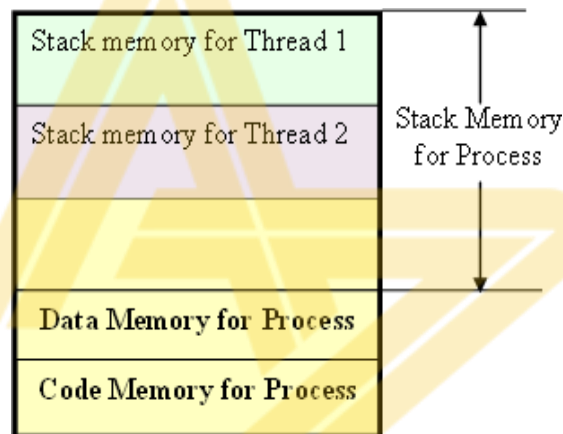 Stack memory for Thread 1
Stack memory for Thread 2
Stack Memory
for Process
Data Memory for Process
Code Memory for Process